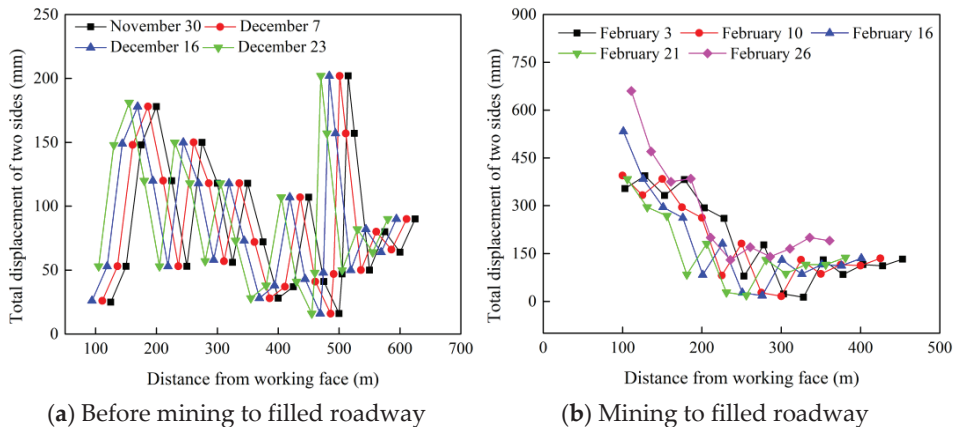 November 30
December 7
December 16
December 23
Total displacement of two sides (mm)
250
200
150
100
50
0
100
200
300
400
500
600
700
Distance from working face (m)
(a) Before mining to filled roadway
February 3
February 10
February 16
February 21
February 26
Total displacement of two sides (mm)
900
750
600
450
300
150
0
0
100
200
300
400
500
Distance from working face (m)
(b) Mining to filled roadway